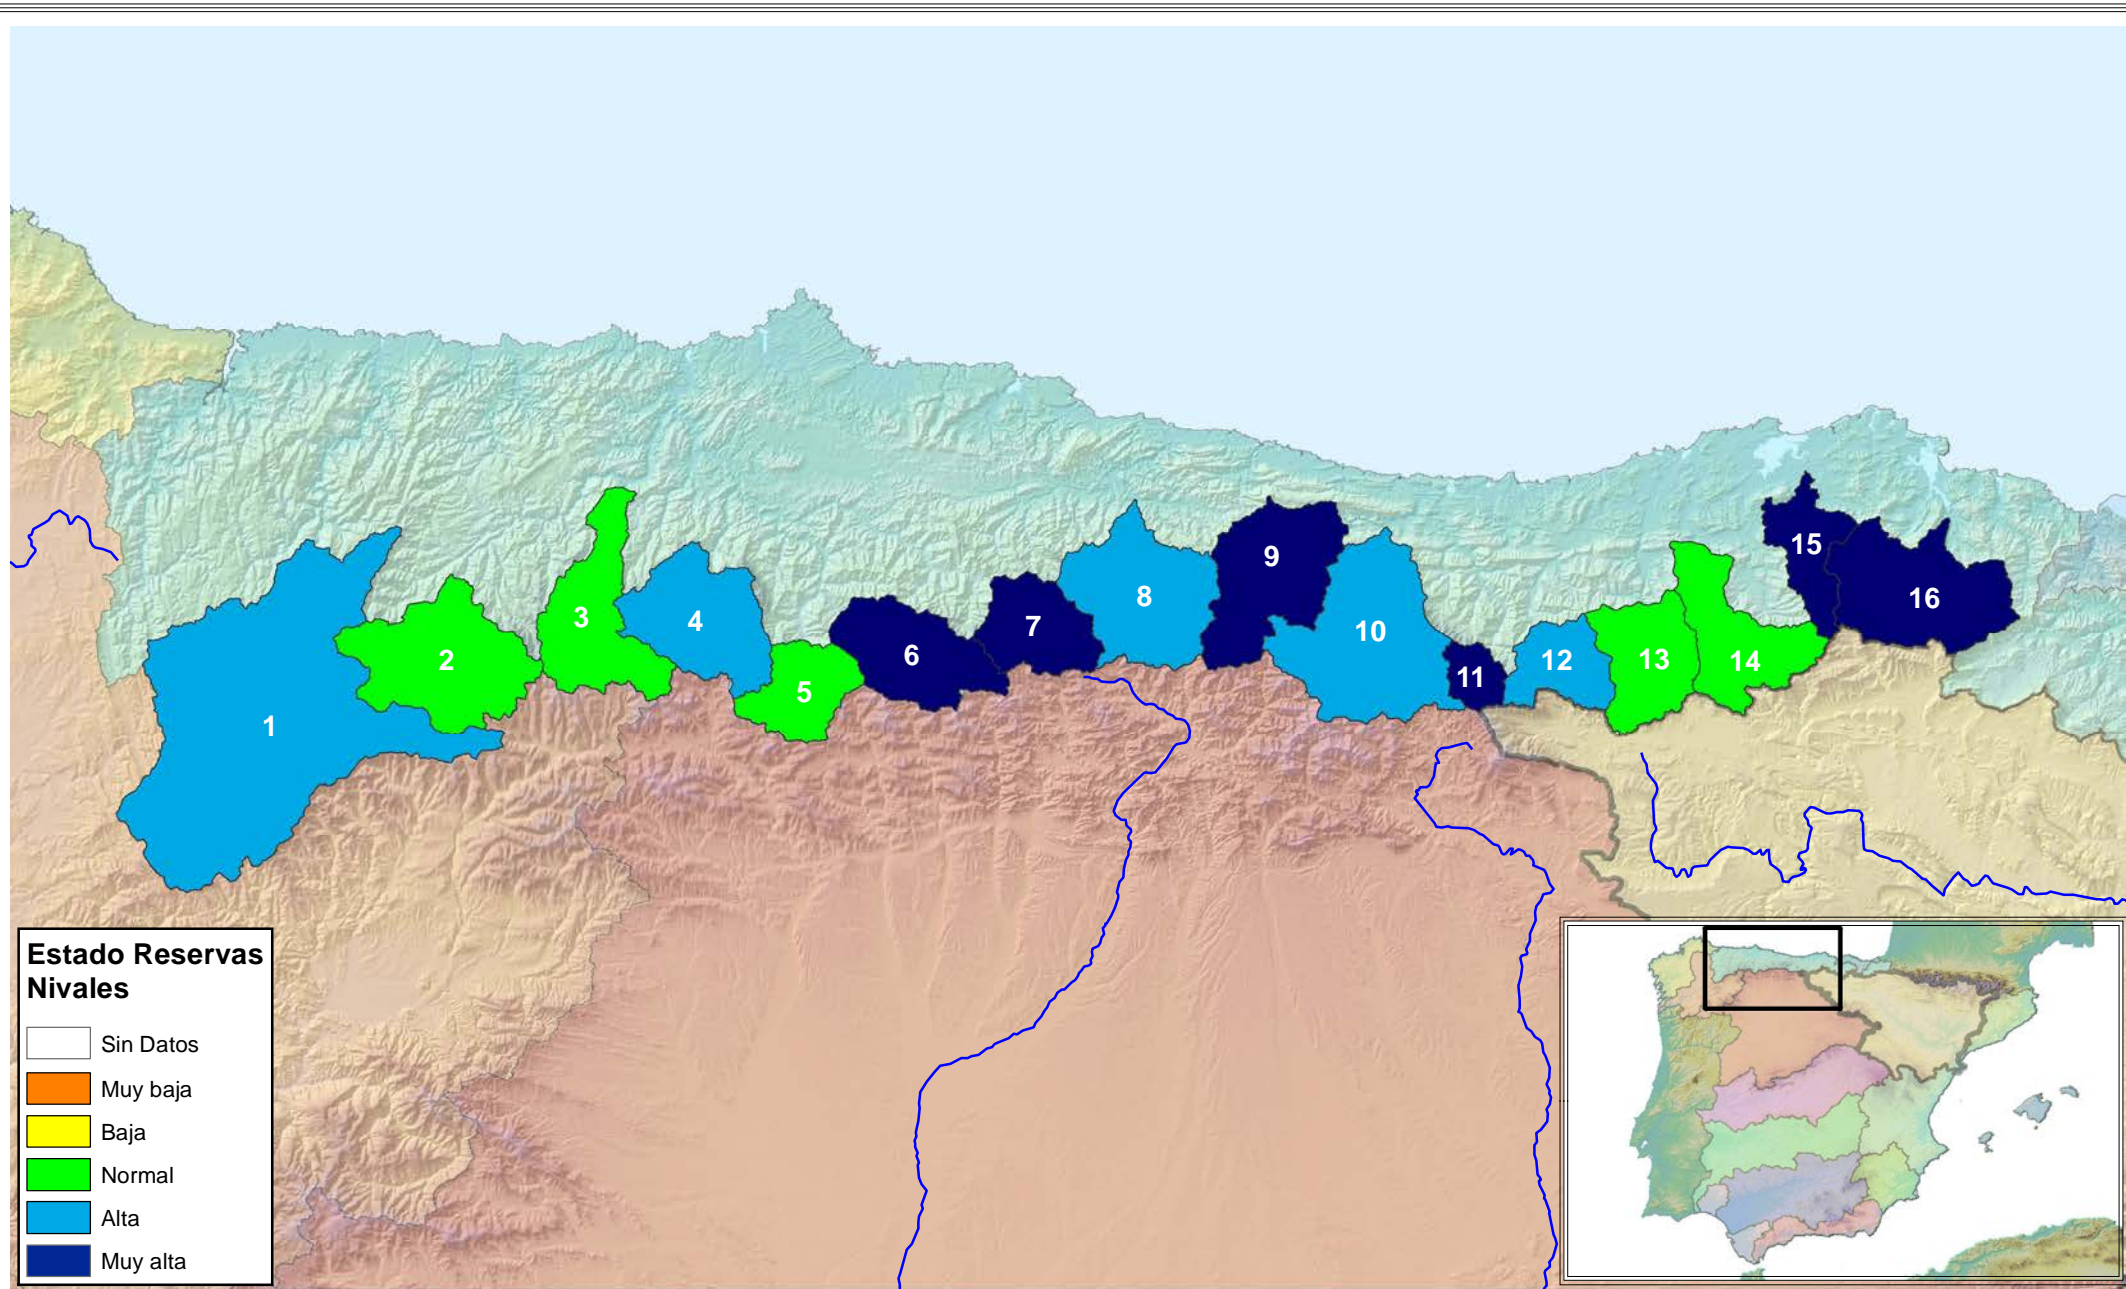 15
9
16
8
3
4
7
10
6
2
12
13
14
11
5
1
Estado Reservas
Nivales
Sin Datos
Muy baja
Baja
Normal
Alta
Muy alta